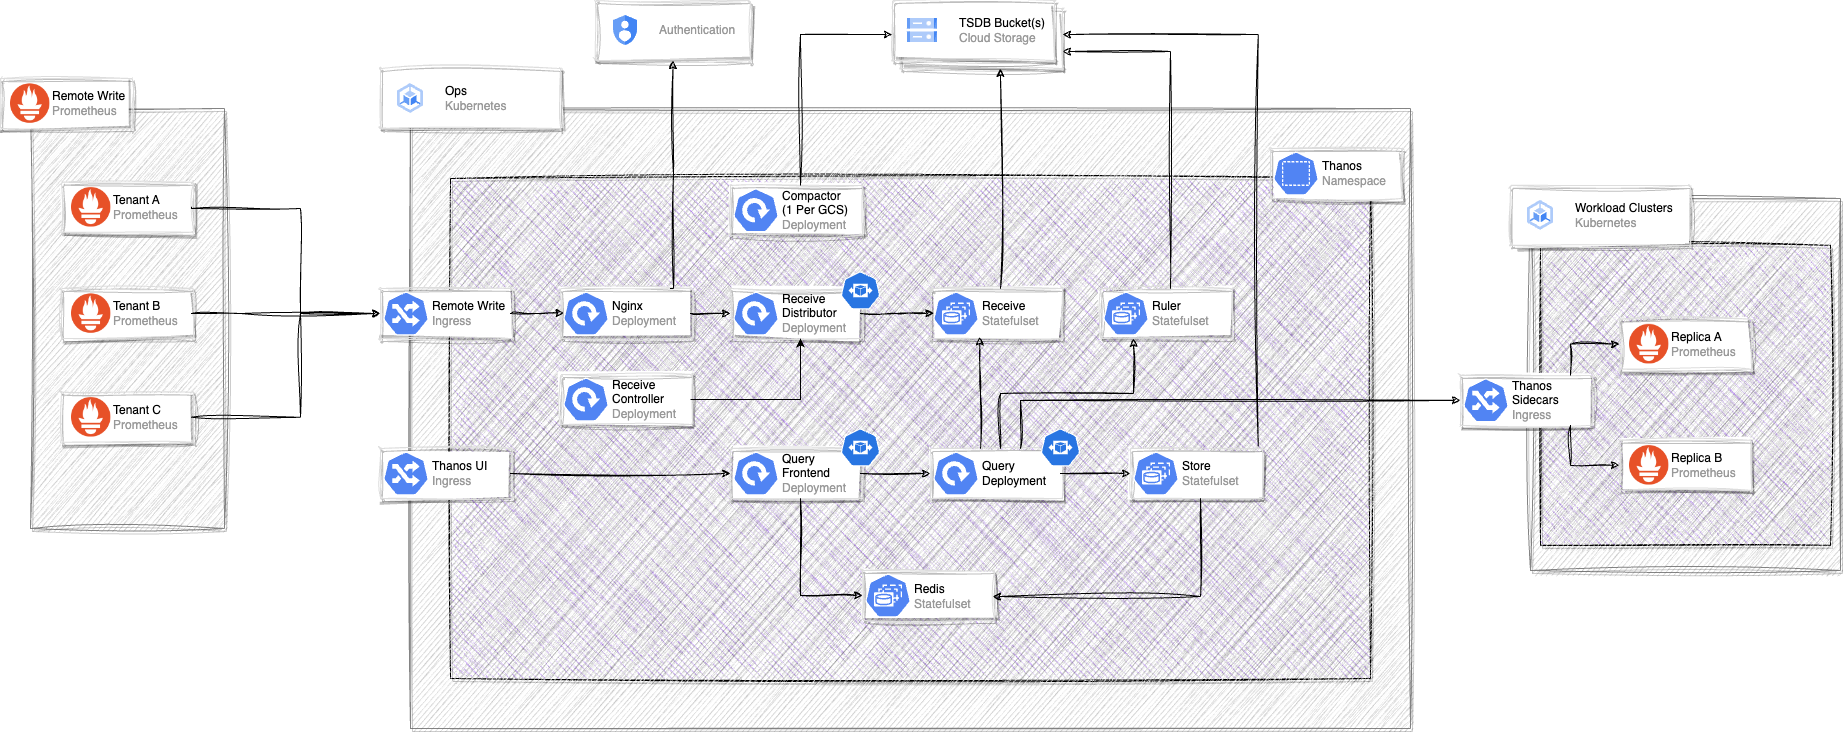 Authentication
TSDB Bucket(s)
Cloud Storage
Remote Write
Prometheus
Ops
Kubernetes
Thanos
Namespace
Tenant A
Prometheus
Compactor
(1 Per GCS)
Deployment
Workload Clusters
Kubernetes
Tenant B
Prometheus
Remote Write
Ingress
Nginx
Deployment
Receive
Distributor
Deployment
Receive
Statefulset
Ruler
Statefulset
Replica A
Prometheus
Receive
Controller
Deployment
Thanos
Sidecars
Ingress
Tenant C
Prometheus
Thanos UI
Ingress
Query
Frontend
Deployment
Query
Deployment
Store
Statefulset
Replica B
Prometheus
Redis
Statefulset